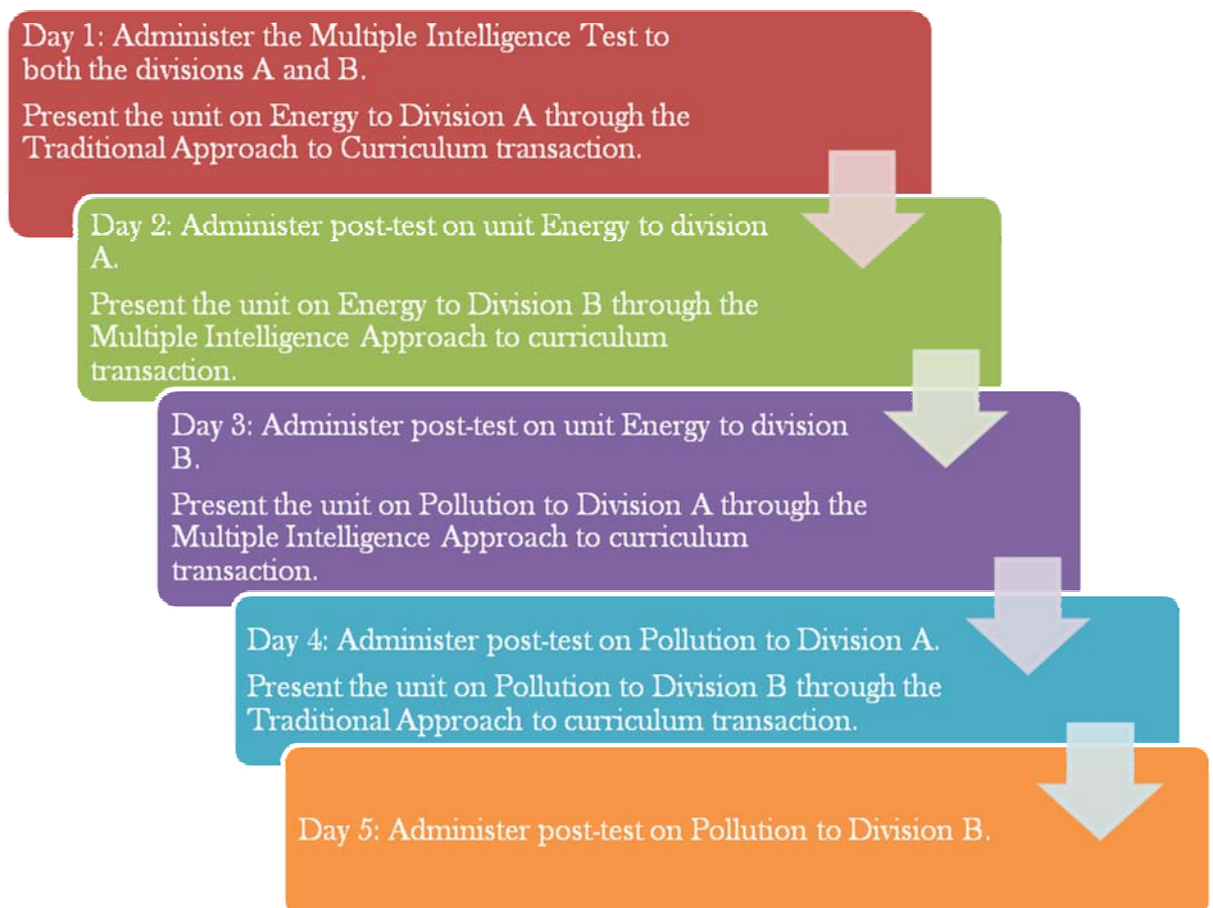 Day 1: Administer the Multiple Intelligence Test to
both the divisions A and B.
Present the unit on Energy to Division A through the
Traditional Approach to Curriculum transaction.
Day 2: Administer post-test on unit Energy to division
A.
Present the unit on Energy to Division B through the
Multiple Intelligence Approach to curriculum
transaction.
Day 3: Administer post-test on unit Energy to division
B.
Present the unit on Pollution to Division A through the
Multiple Intelligence Approach to curriculum
transaction.
Day 4: Administer post-test on Pollution to Division A.
Present the unit on Pollution to Division B through the
Traditional Approach to curriculum transaction.
Day 5: Administer post-test on Pollution to Division B.